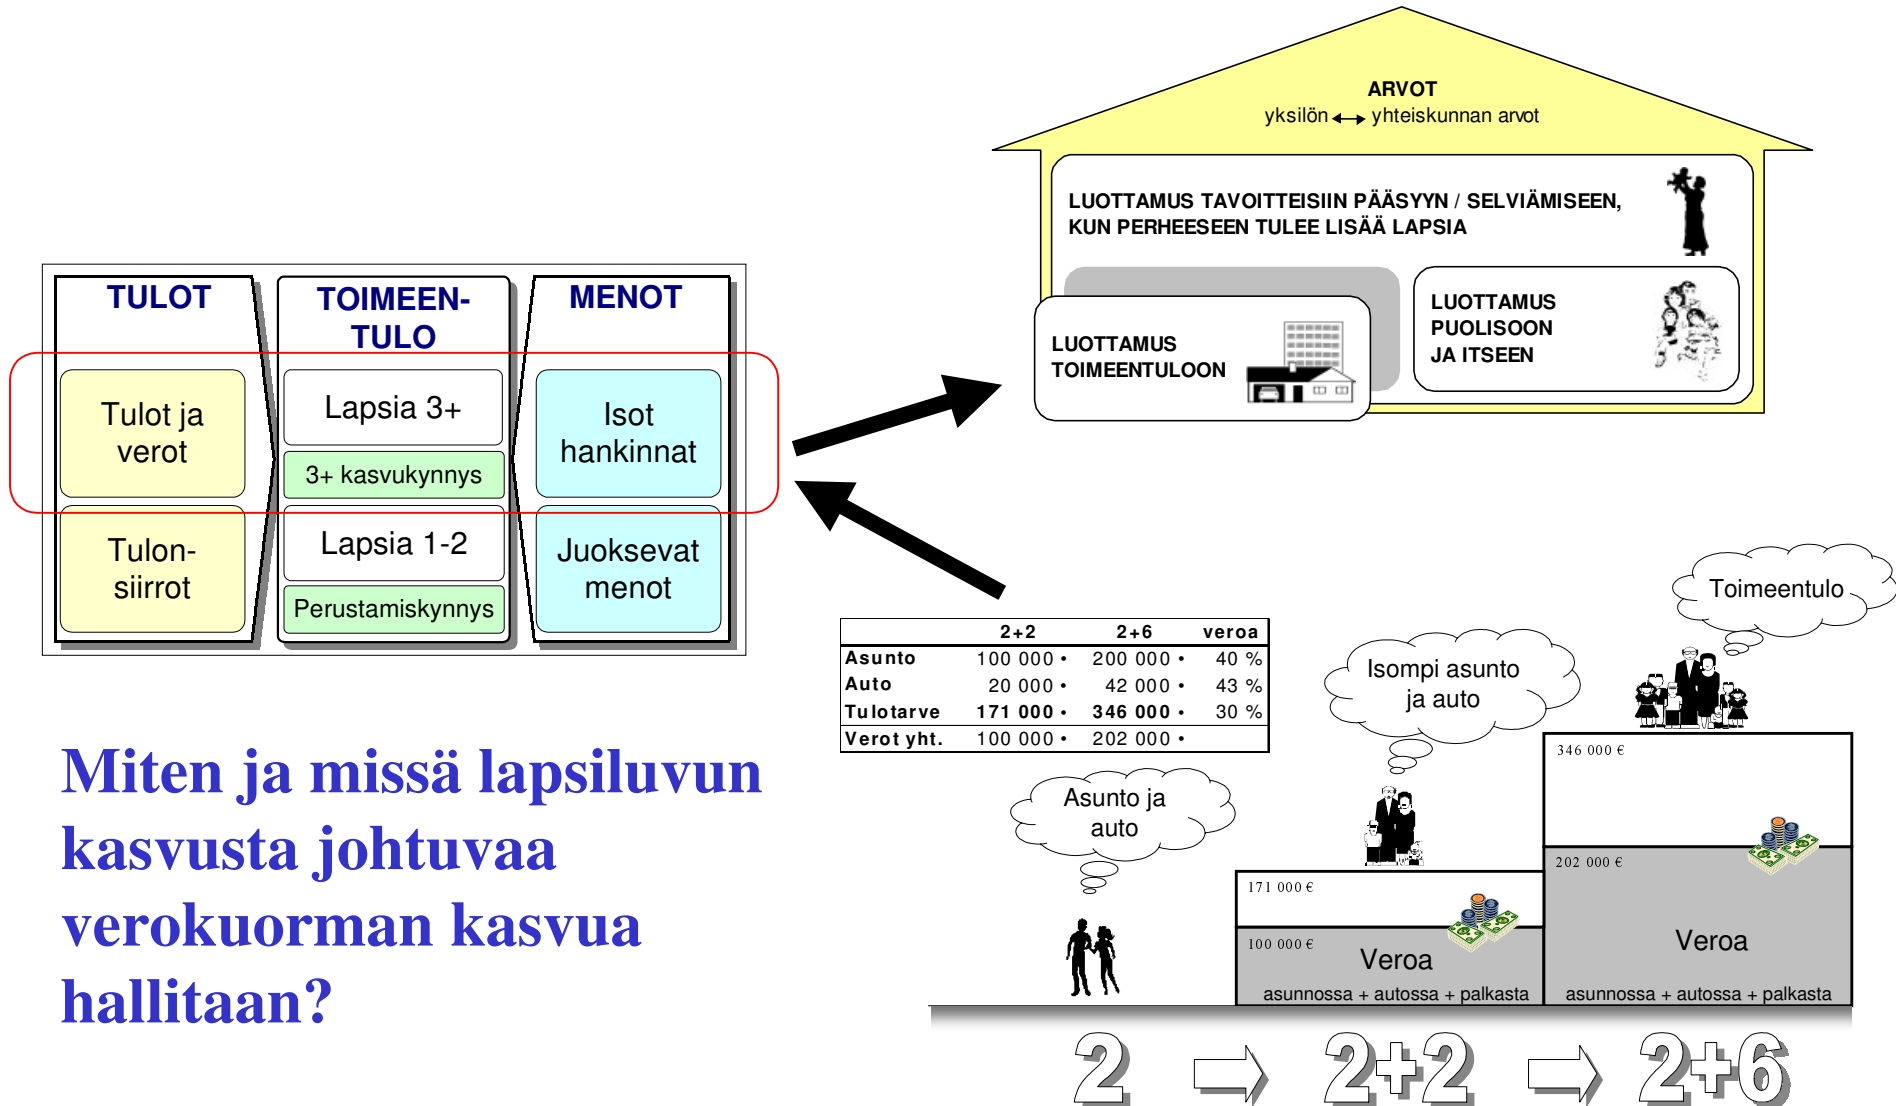 ARVOT
yksilön ↔ yhteiskunnan arvot
LUOTTAMUS TAVOITTEISIIN PÄÄSYYN / SELVIÄMISEEN,
KUN PERHEESEEN TULEE LISÄÄ LAPSIA
LUOTTAMUS
TOIMEENTULOON
LUOTTAMUS
PUOLISOON
JA ITSEEN
TULOT
TOIMEEN-
TULO
MENOT
Tulot ja
verot
Lapsia 3+
3+ kasvukynnys
Isot
hankinnat
Tulon-
siirrot
Lapsia 1-2
Perustamiskynnys
Juoksevat
menot
2+2 2+6 veroa
Asunto 100 000 • 200 000 • 40 %
Auto 20 000 • 42 000 • 43 %
Tulotarve 171 000 • 346 000 • 30 %
Verot yht. 100 000 • 202 000 •
Miten ja missä lapsiluvun
kasvusta johtuvaa
verokuorman kasvua
hallitaan?
Asunto ja
auto
Isompi asunto
ja auto
Toimeentulo
171 000 €
100 000 €
Veroa
asunnossa + autossa + palkasta
346 000 €
202 000 €
Veroa
asunnossa + autossa + palkasta
2 2+2 2+6